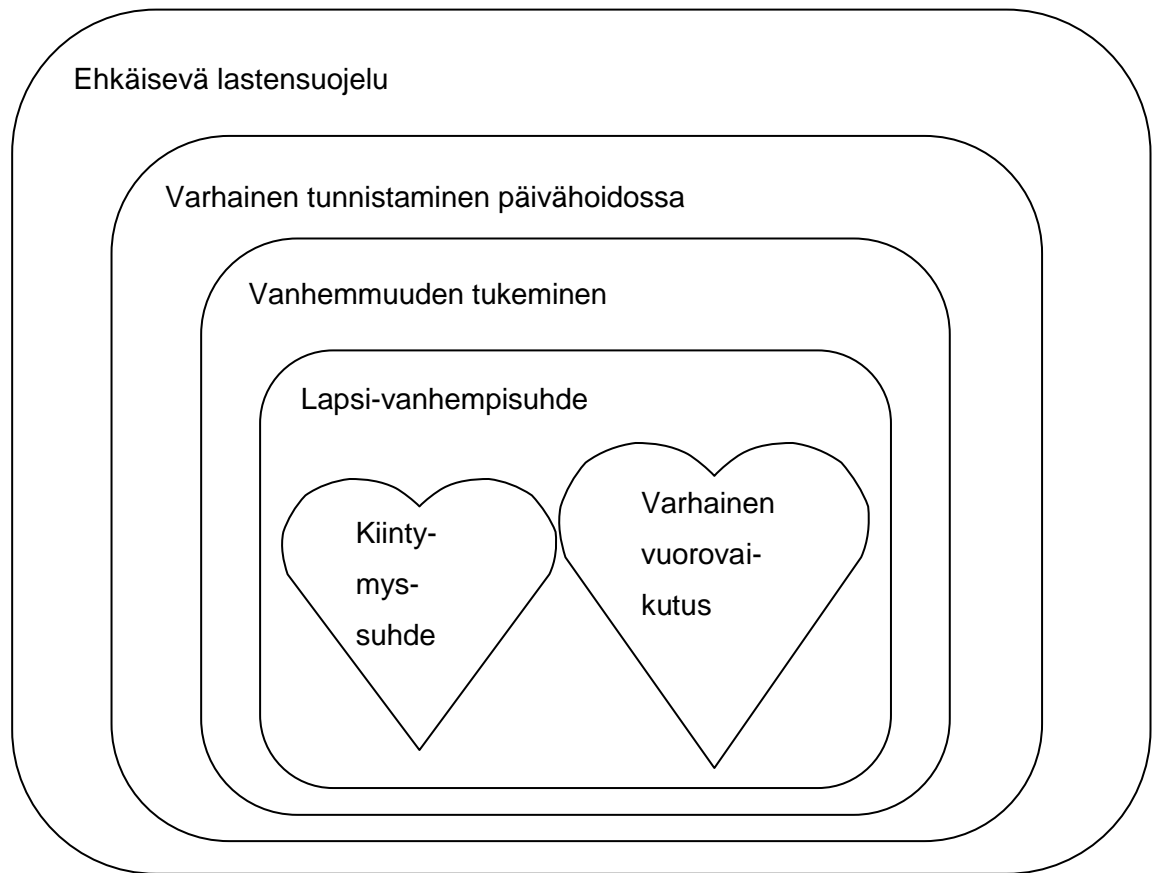 Ehkäisevä lastensuojelu
Varhainen tunnistaminen päivähoidossa
Vanhemmuuden tukeminen
Lapsi-vanhempisuhde
Kiinty-
mys-
suhde
Varhainen
vuorovai-
kutus